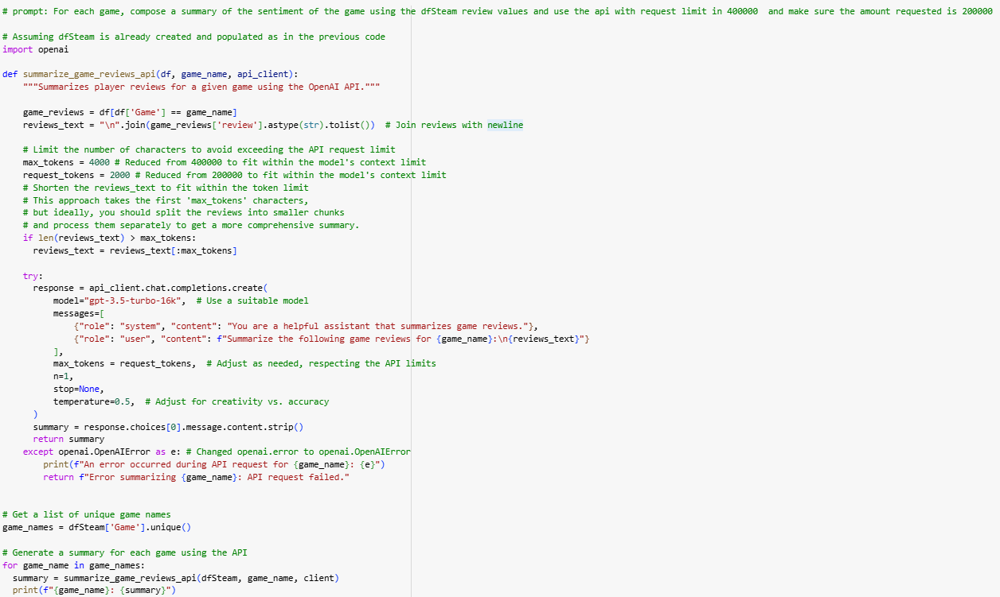 # prompt: For each game, compose a summary of the sentiment of the game using the dfSteam review values and use the api with request limit in 400000  and make sure the amount requested is 200000
# Assuming dfSteam is already created and populated as in the previous code
import openai
def summarize_game_reviews_api(df, game_name, api_client):
    """Summarizes player reviews for a given game using the OpenAI API."""
    game_reviews = df[df['Game'] == game_name]
    reviews_text = "\n".join(game_reviews['review'].astype(str).tolist())  # Join reviews with newline
    # Limit the number of characters to avoid exceeding the API request limit
    max_tokens = 4000 # Reduced from 400000 to fit within the model's context limit
    request_tokens = 2000 # Reduced from 200000 to fit within the model's context limit
    # Shorten the reviews_text to fit within the token limit
    # This approach takes the first 'max_tokens' characters,
    # but ideally, you should split the reviews into smaller chunks
    # and process them separately to get a more comprehensive summary.
    if len(reviews_text) > max_tokens:
      reviews_text = reviews_text[:max_tokens]
    try:
      response = api_client.chat.completions.create(
          model="gpt-3.5-turbo-16k",  # Use a suitable model
          messages=[
              {"role": "system", "content": "You are a helpful assistant that summarizes game reviews."},
              {"role": "user", "content": f"Summarize the following game reviews for {game_name}:\n{reviews_text}"}
          ],
          max_tokens = request_tokens,  # Adjust as needed, respecting the API limits
          n=1,
          stop=None,
          temperature=0.5,  # Adjust for creativity vs. accuracy
      )
      summary = response.choices[0].message.content.strip()
      return summary
    except openai.OpenAIError as e: # Changed openai.error to openai.OpenAIError
        print(f"An error occurred during API request for {game_name}: {e}")
        return f"Error summarizing {game_name}: API request failed."
# Get a list of unique game names
game_names = dfSteam['Game'].unique()
# Generate a summary for each game using the API
for game_name in game_names:
  summary = summarize_game_reviews_api(dfSteam, game_name, client)
  print(f"{game_name}: {summary}")